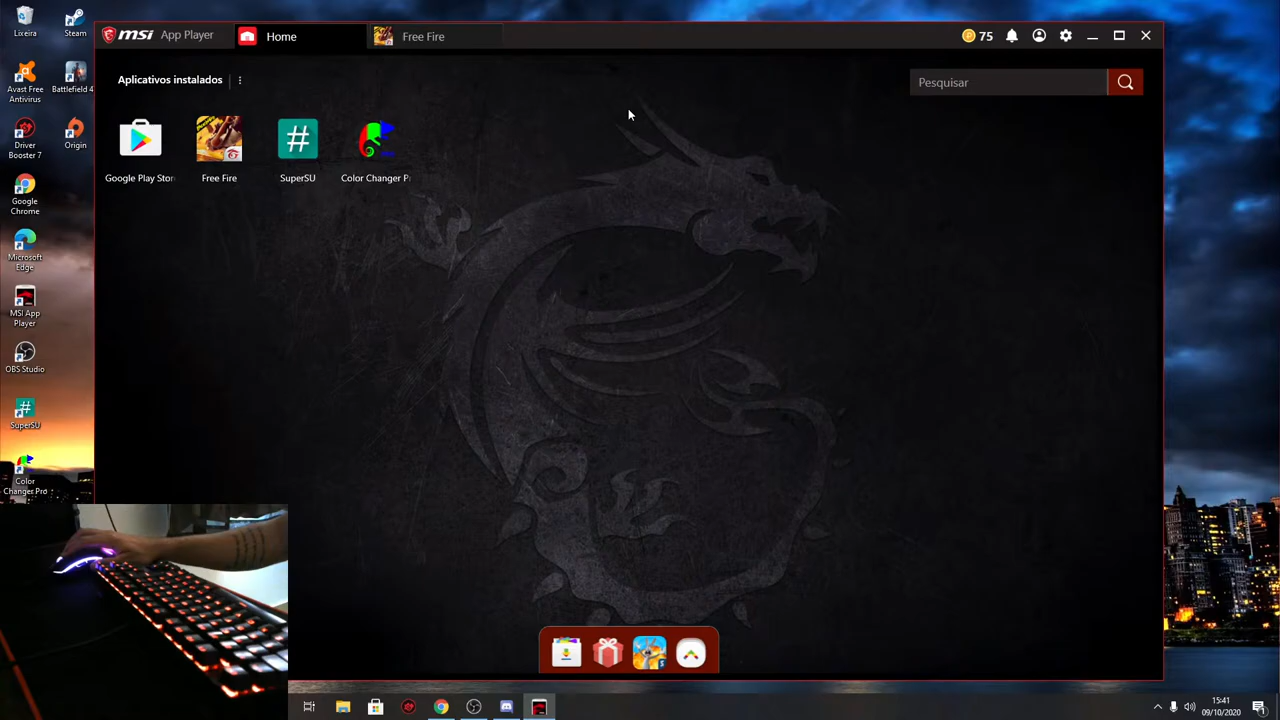 Lixeira
Steam
Avast Free
Antivirus
Battlefield 4
Driver
Booster 7
Origin
Google
Chrome
Microsoft
Edge
MSI App
Player
OBS Studio
SuperSU
Color
Changer Pro
msi App Player
Home
Free Fire
75
Aplicativos instalados
Pesquisar
Google Play Stor
Free Fire
SuperSU
Color Changer P
15:41
09/10/2020